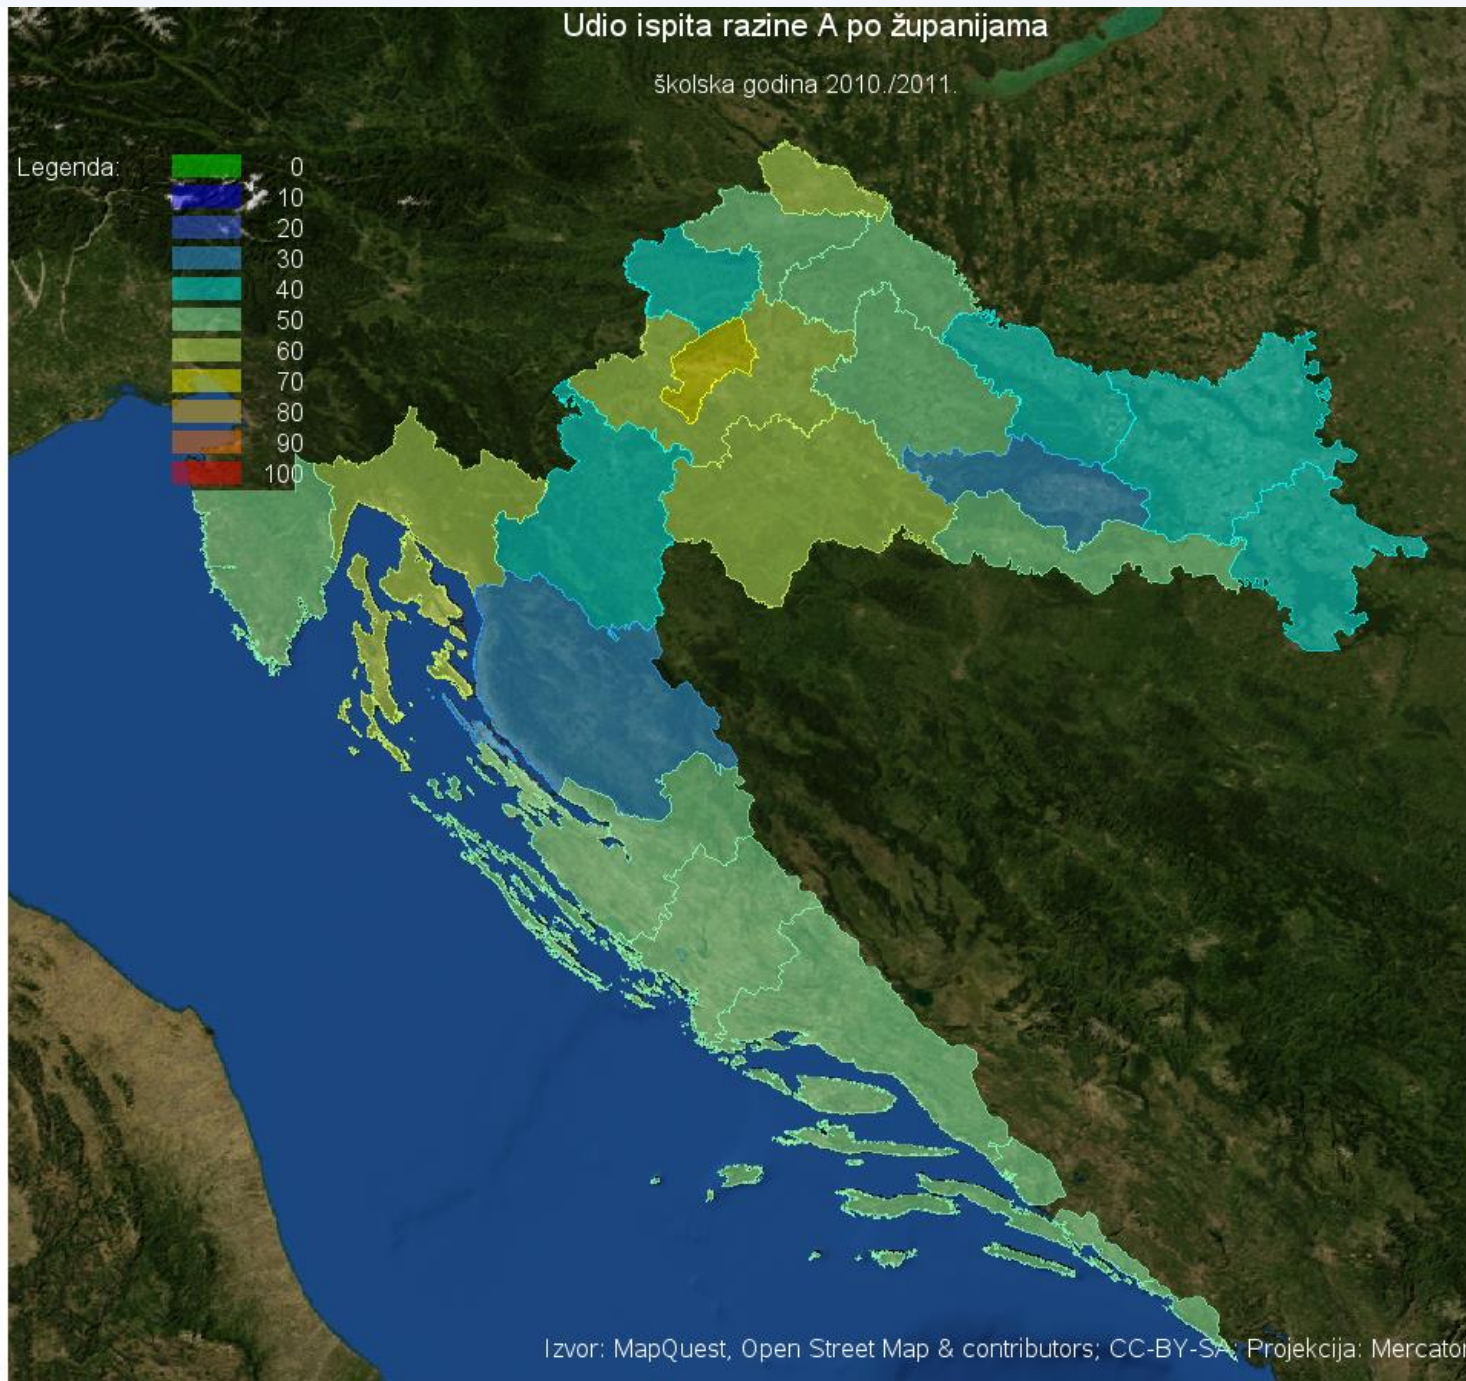 Udio ispita razine A po županijama
školska godina 2010./2011.
Legenda:
0
10
20
30
40
50
60
70
80
90
100
Izvor: MapQuest, Open Street Map & contributors; CC-BY-SA; Projekcija: Mercator